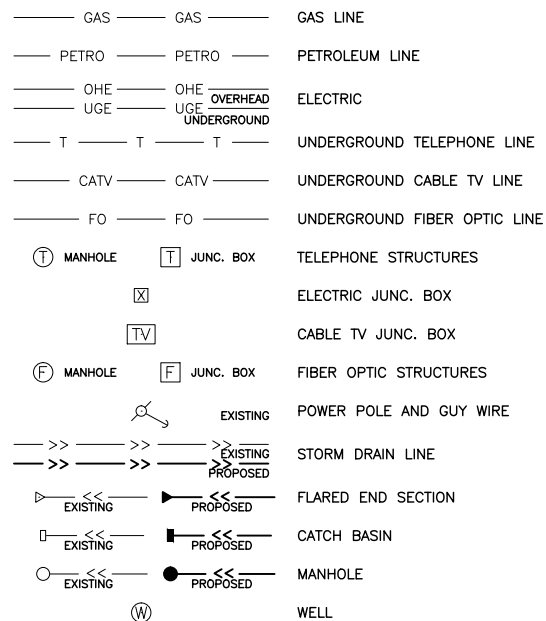 GAS GAS GAS LINE
PETRO PETRO PETROLEUM LINE
OHE OHE
OVERHEAD ELECTRIC
UGE UGE
UNDERGROUND
T T T UNDERGROUND TELEPHONE LINE
CATV CATV UNDERGROUND CABLE TV LINE
FO FO UNDERGROUND FIBER OPTIC LINE
T MANHOLE T JUNC. BOX TELEPHONE STRUCTURES
X ELECTRIC JUNC. BOX
TV CABLE TV JUNC. BOX
F MANHOLE F JUNC. BOX FIBER OPTIC STRUCTURES
EXISTING POWER POLE AND GUY WIRE
>> >> >>
EXISTING STORM DRAIN LINE
>> >> >>
PROPOSED
<< << FLARED END SECTION
EXISTING PROPOSED
<< << CATCH BASIN
EXISTING PROPOSED
<< << MANHOLE
EXISTING PROPOSED
W WELL